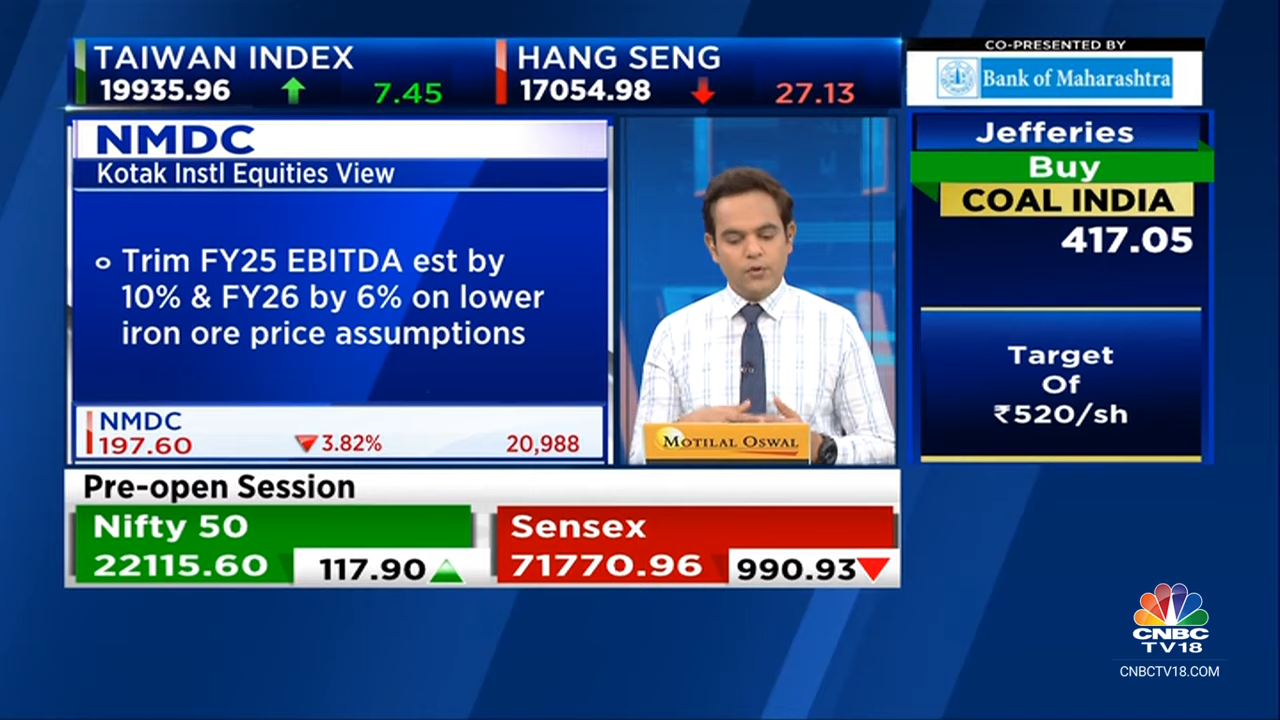 TAIWAN INDEX
19935.96 7.45
HANG SENG
17054.98 27.13
CO-PRESENTED BY
Bank of Maharashtra
NMDC
Kotak Instl Equities View
Trim FY25 EBITDA est by
10% & FY26 by 6% on lower
iron ore price assumptions
NMDC
197.60 3.82% 20,988
MOTILAL OSWAL
Jefferies
Buy
COAL INDIA
417.05
Target
Of
₹520/sh
Pre-open Session
Nifty 50
22115.60 117.90
Sensex
71770.96 990.93
CNBC
TV18
CNBCTV18.COM